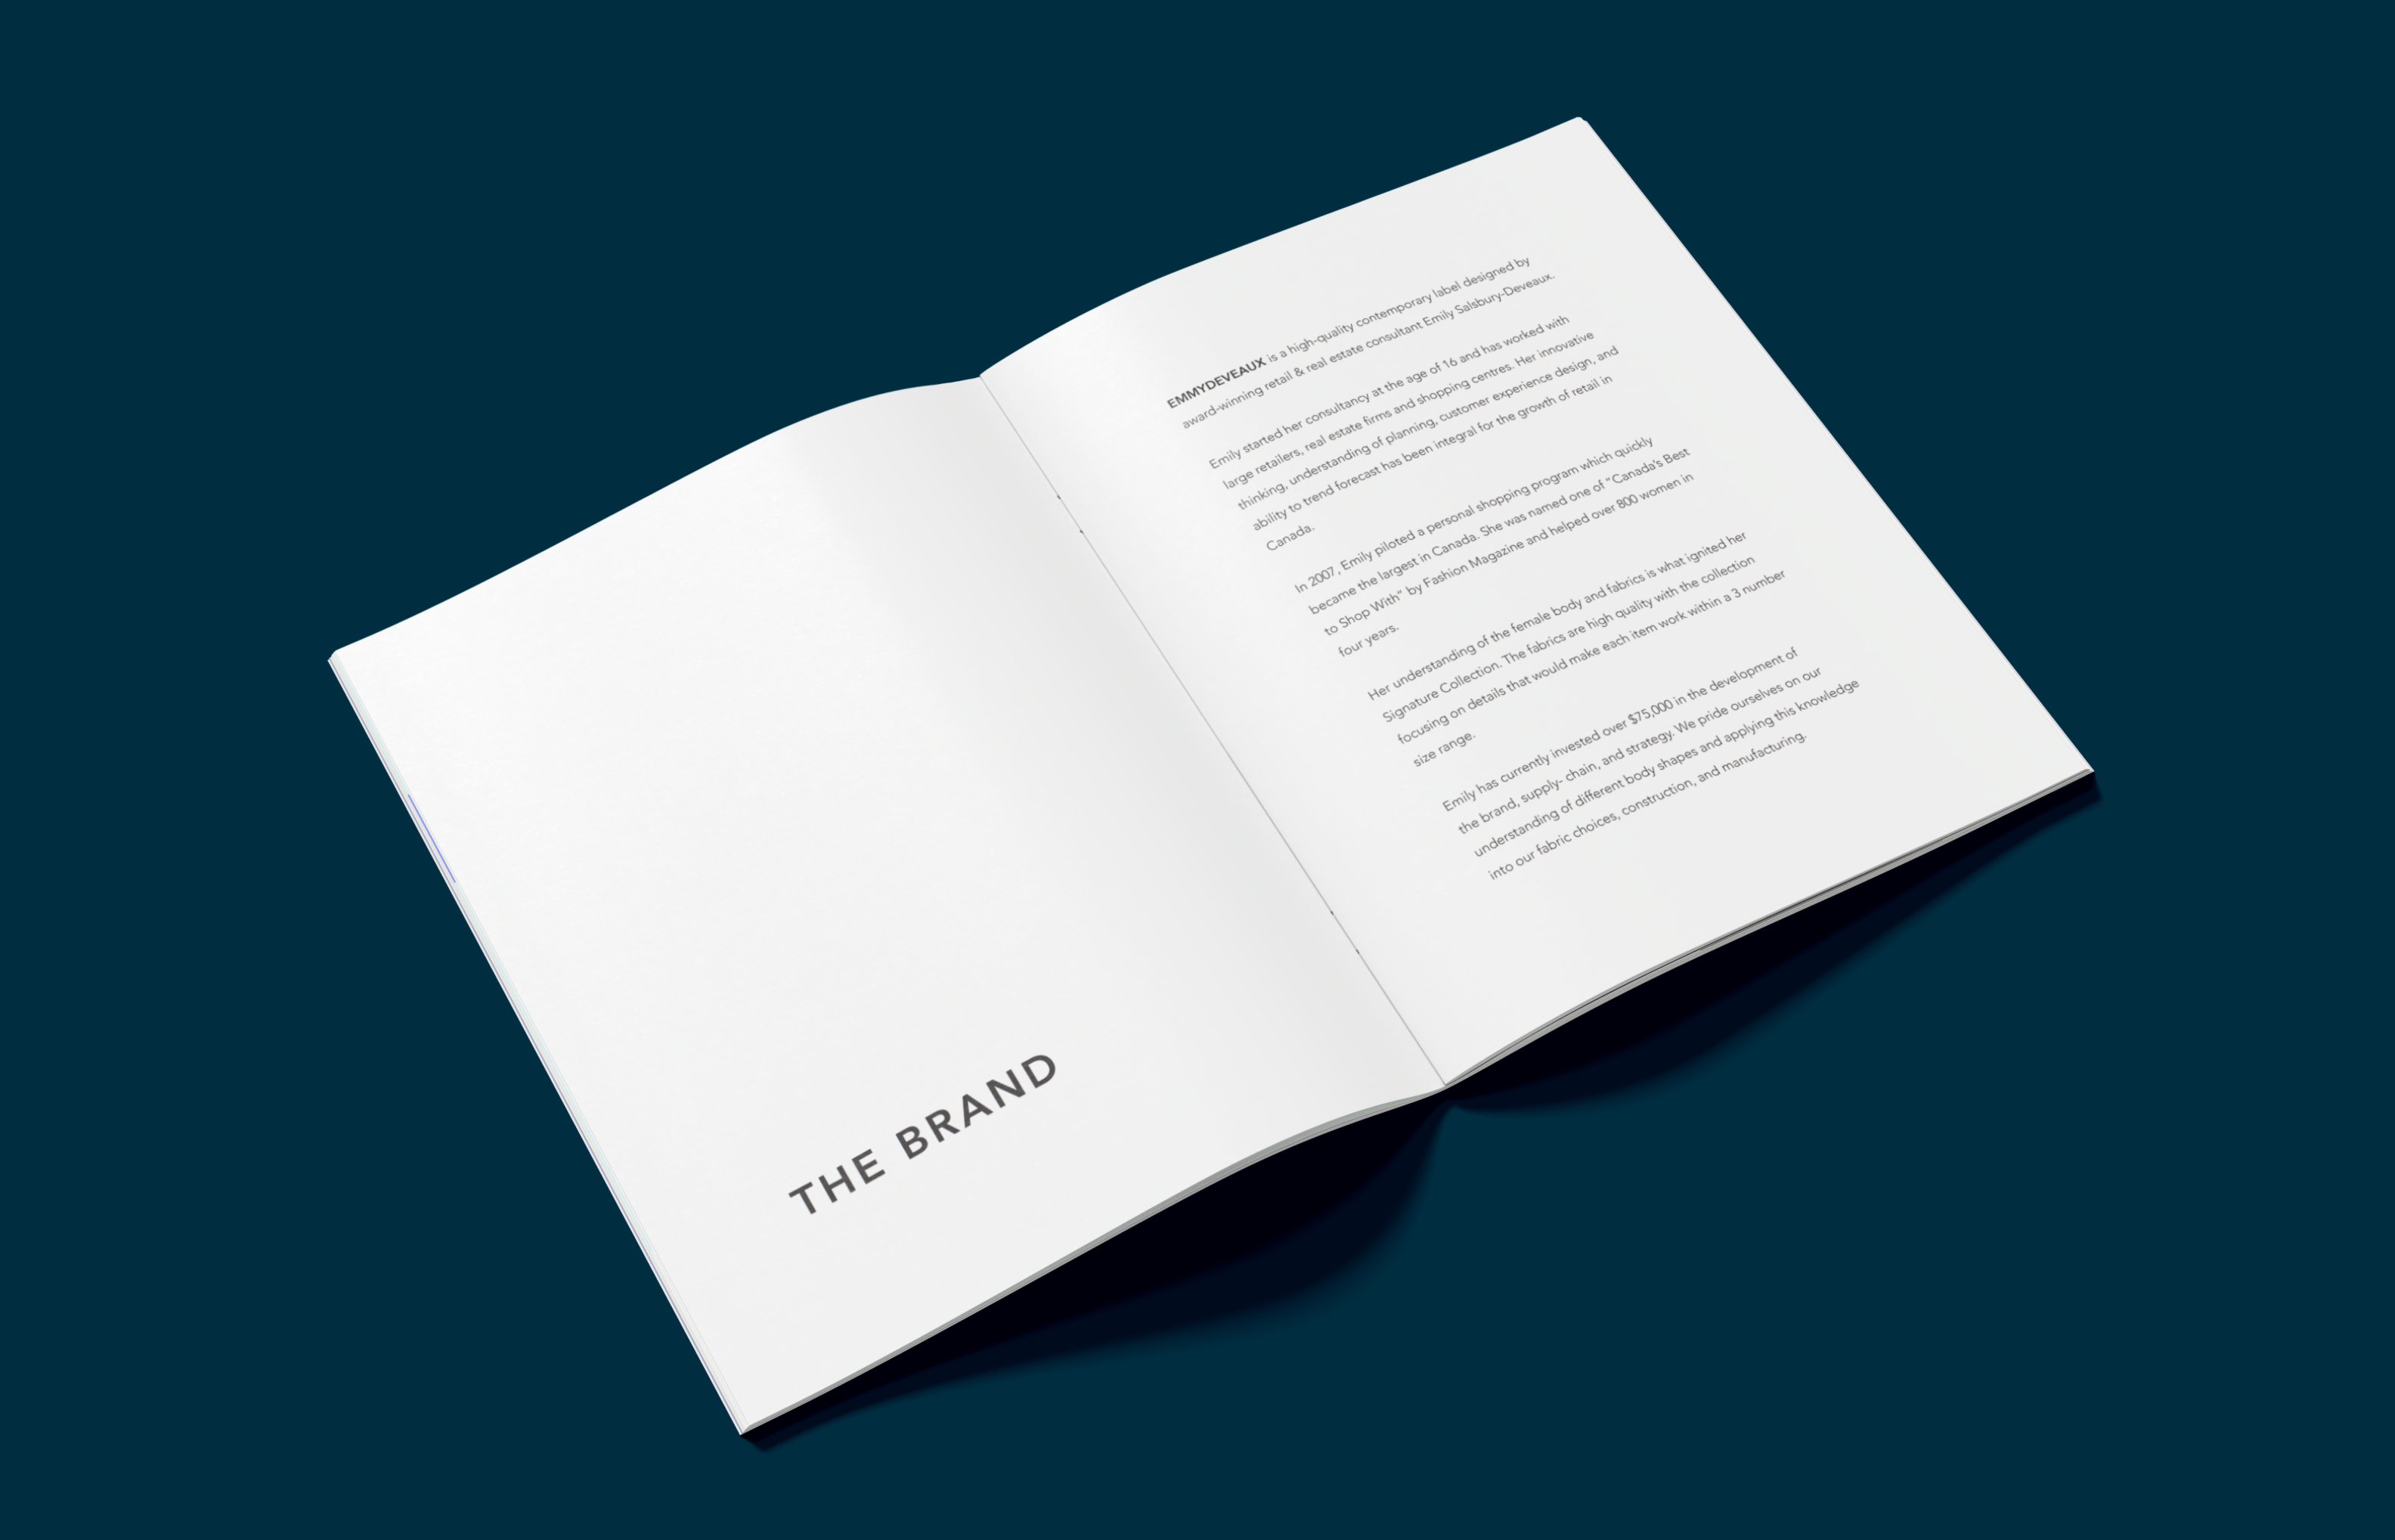 THE BRAND
EMMYDEVEAUX is a high-quality contemporary label designed by
award-winning retail & real estate consultant Emily Salsbury-Deveaux.
Emily started her consultancy at the age of 16 and has worked with
large retailers, real estate firms and shopping centres. Her innovative
thinking, understanding of planning, customer experience design, and
ability to trend forecast has been integral for the growth of retail in
Canada.
In 2007, Emily piloted a personal shopping program which quickly
became the largest in Canada. She was named one of “Canada’s Best
to Shop With” by Fashion Magazine and helped over 800 women in
four years.
Her understanding of the female body and fabrics is what ignited her
Signature Collection. The fabrics are high quality with the collection
focusing on details that would make each item work within a 3 number
size range.
Emily has currently invested over $75,000 in the development of
the brand, supply- chain, and strategy. We pride ourselves on our
understanding of different body shapes and applying this knowledge
into our fabric choices, construction, and manufacturing.